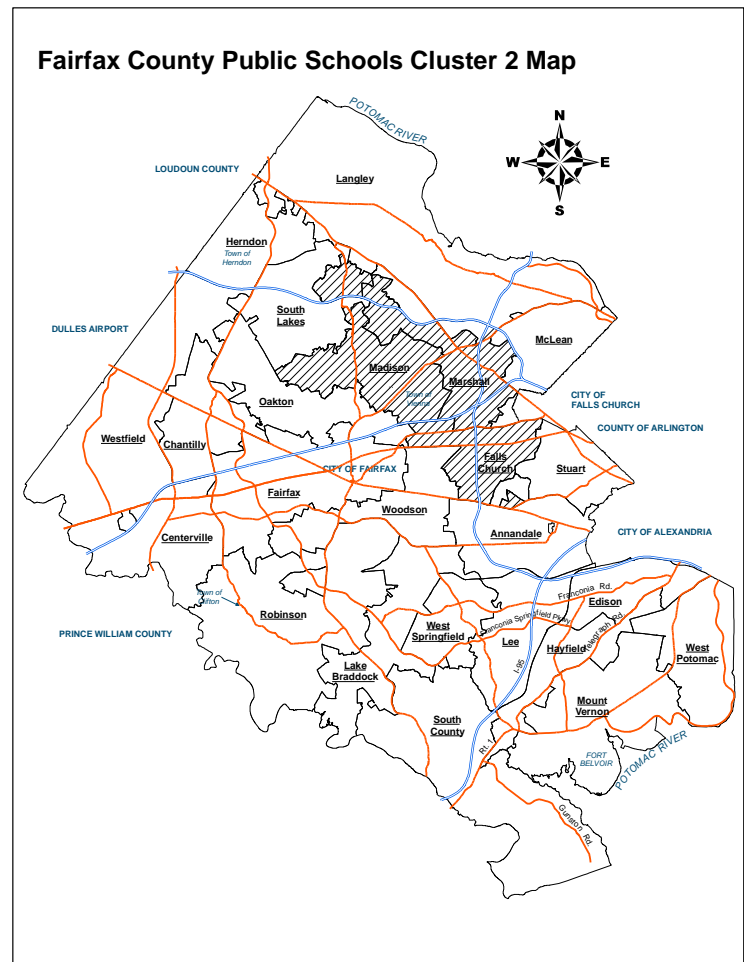 Fairfax County Public Schools Cluster 2 Map
POTOMAC RIVER
N
W
E
S
LOUDOUN COUNTY
Langley
Herndon
Town of
Herndon
South
Lakes
DULLES AIRPORT
McLean
Madison
Marshall
Town of
Vienna
CITY OF
FALLS CHURCH
Oakton
COUNTY OF ARLINGTON
Westfield
Chantilly
CITY OF FAIRFAX
Falls
Church
Stuart
Fairfax
Woodson
Centerville
Annandale
CITY OF ALEXANDRIA
Town of
Clifton
Robinson
Franconia Rd.
Edison
Franconia Springfield Pkwy
Telegraph Rd.
PRINCE WILLIAM COUNTY
West
Springfield
Lee
Hayfield
West
Potomac
I-95
Lake
Braddock
Mount
Vernon
South
County
Rt. 1
FORT
BELVOIR
POTOMAC RIVER
Gunston Rd.